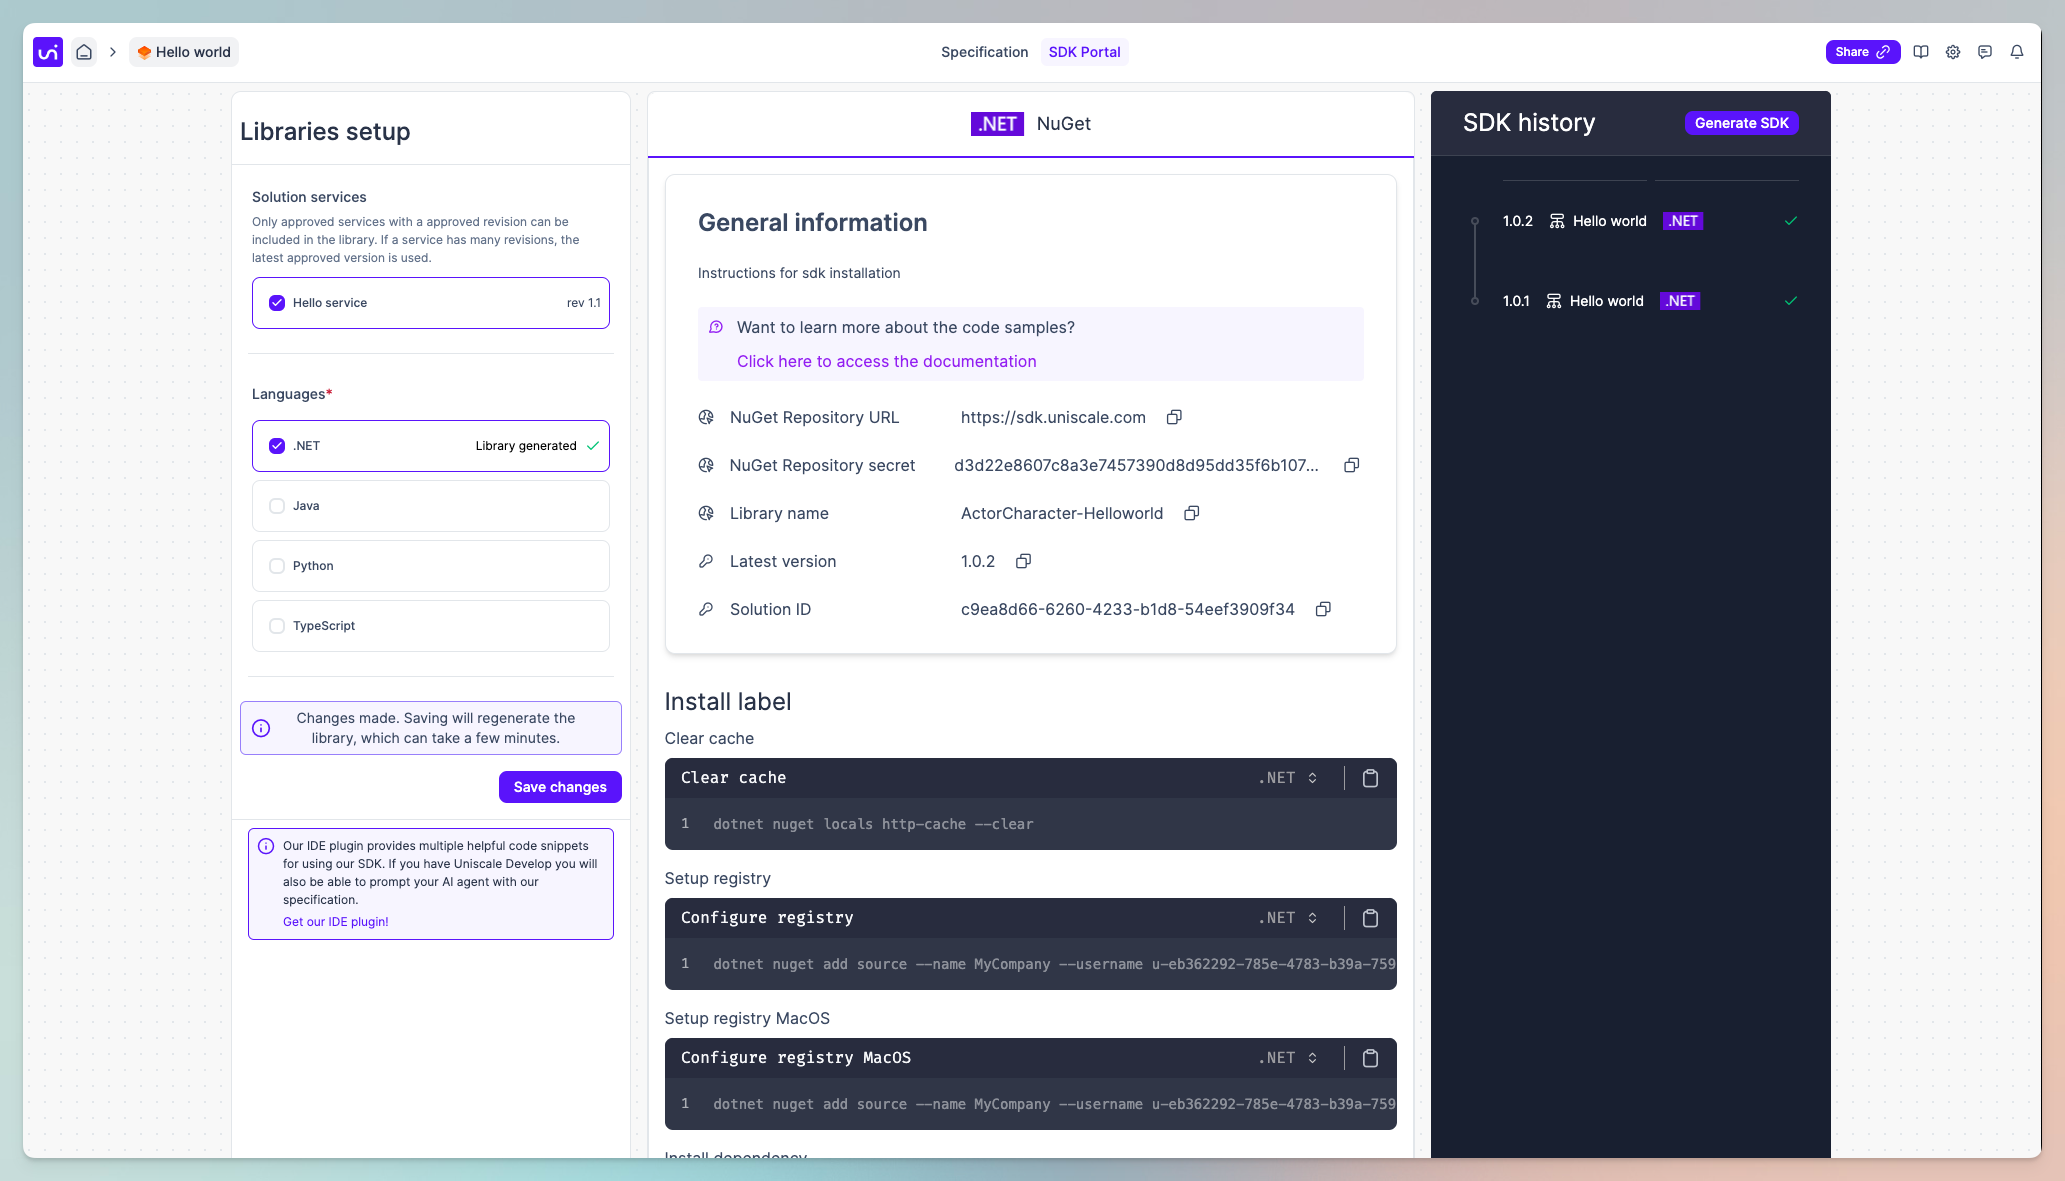 uni
Hello world
Specification
SDK Portal
Share
Libraries setup
Solution services
Only approved services with a approved revision can be
included in the library. If a service has many revisions, the
latest approved version is used.
Hello service
rev 1.1
Languages*
.NET
Library generated
Java
Python
TypeScript
Changes made. Saving will regenerate the
library, which can take a few minutes.
Save changes
Our IDE plugin provides multiple helpful code snippets
for using our SDK. If you have Uniscale Develop you will
also be able to prompt your AI agent with our
specification.
Get our IDE plugin!
.NET NuGet
General information
Instructions for sdk installation
Want to learn more about the code samples?
Click here to access the documentation
NuGet Repository URL https://sdk.uniscale.com
NuGet Repository secret d3d22e8607c8a3e7457390d8d95dd35f6b107...
Library name ActorCharacter-Helloworld
Latest version 1.0.2
Solution ID c9ea8d66-6260-4233-b1d8-54eef3909f34
Install label
Clear cache
Clear cache .NET
1 dotnet nuget locals http-cache --clear
Setup registry
Configure registry .NET
1 dotnet nuget add source --name MyCompany --username u-eb362292-785e-4783-b39a-759
Setup registry MacOS
Configure registry MacOS .NET
1 dotnet nuget add source --name MyCompany --username u-eb362292-785e-4783-b39a-759
Install dependency
SDK history
Generate SDK
1.0.2 Hello world .NET
1.0.1 Hello world .NET